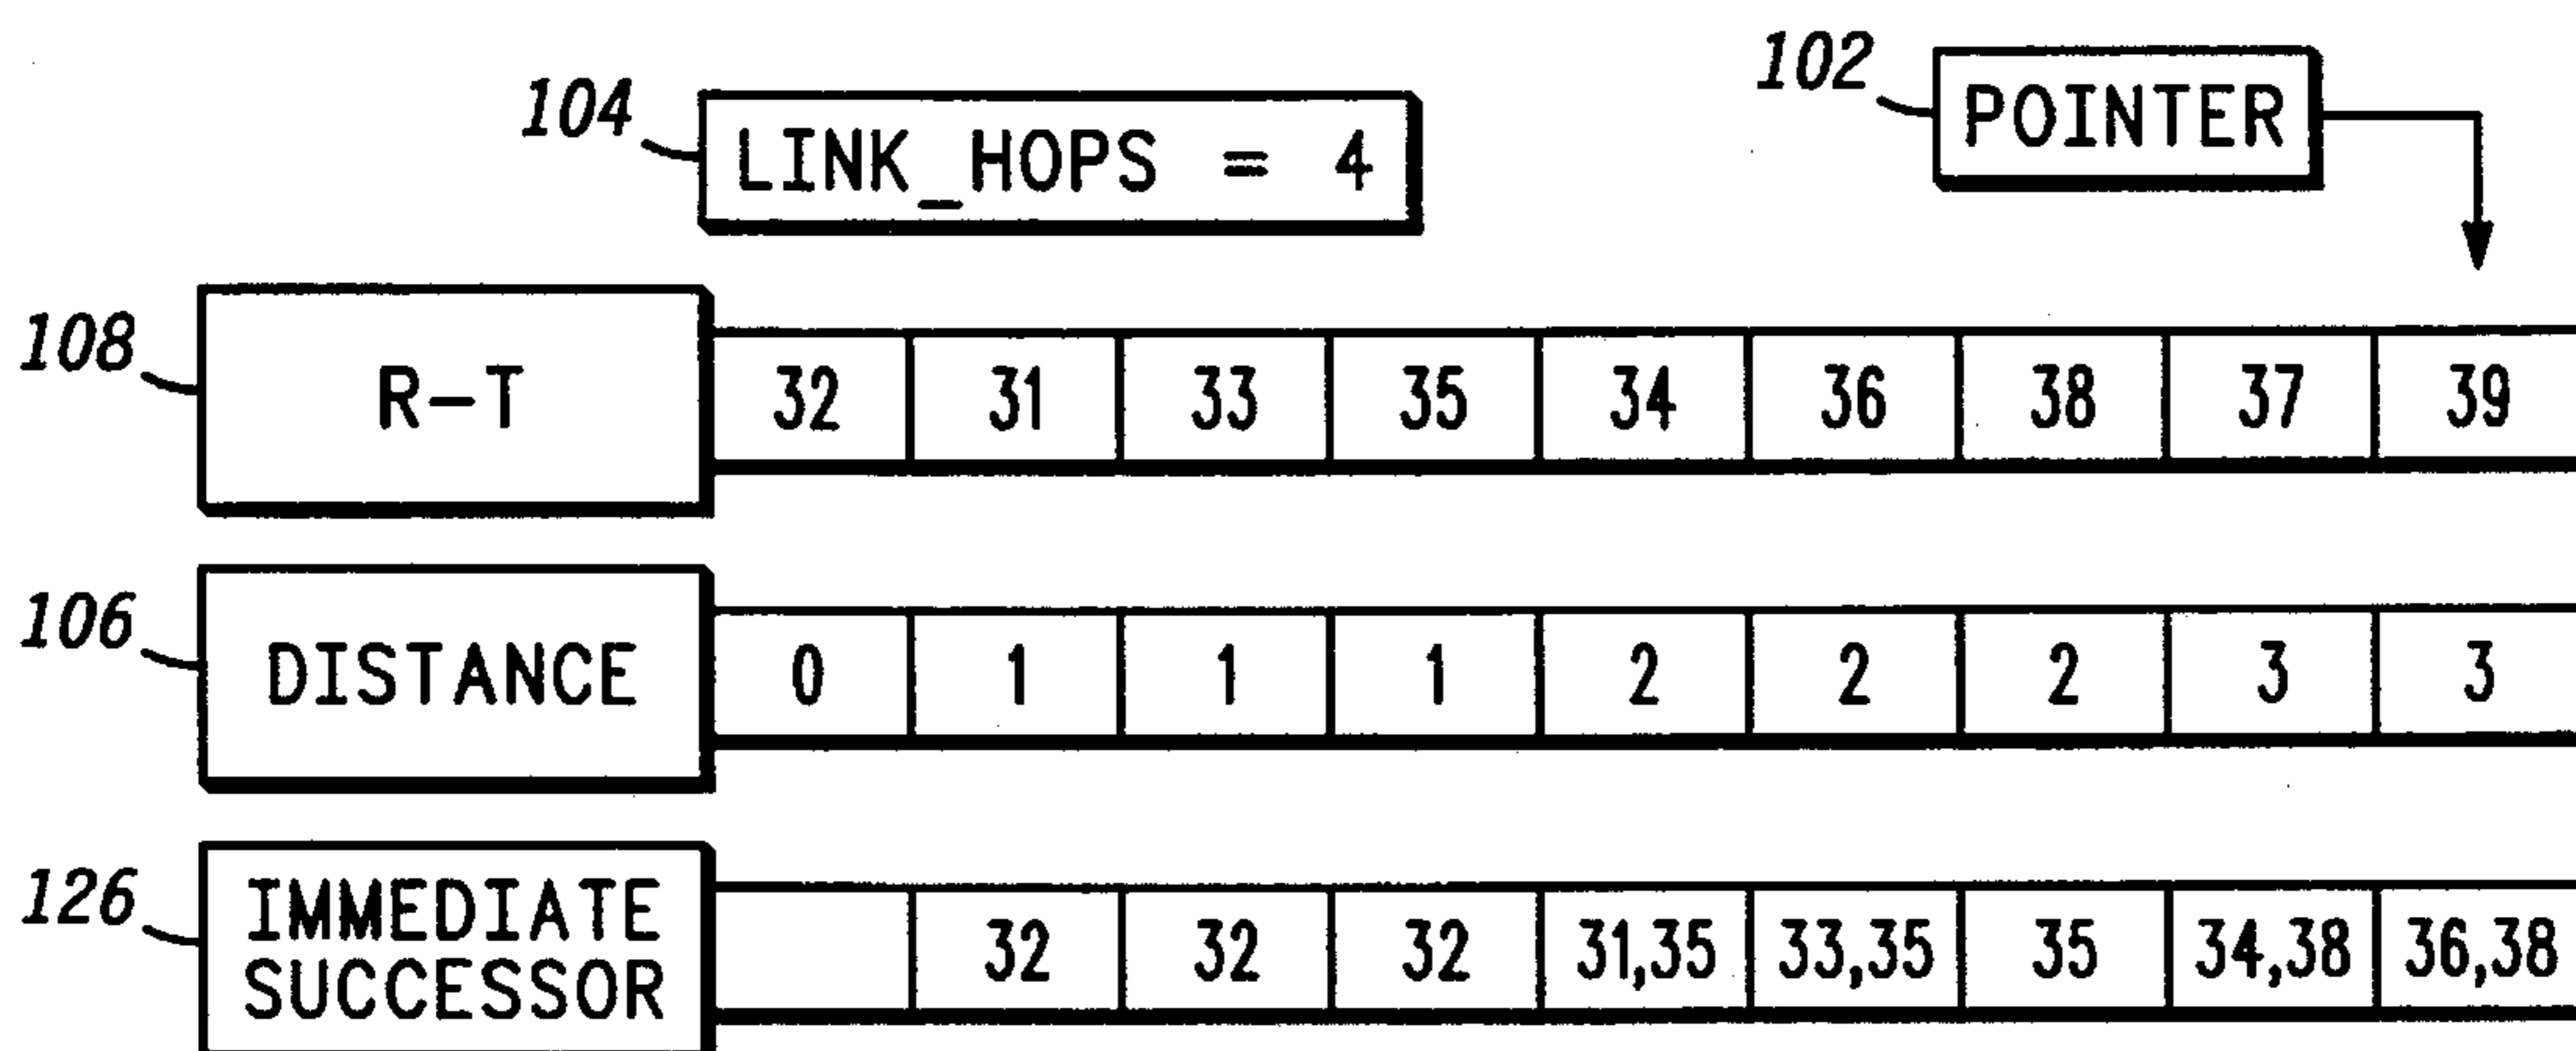 104 LINK_HOPS = 4
102 POINTER
108 R-T 32 31 33 35 34 36 38 37 39
106 DISTANCE 0 1 1 1 2 2 2 3 3
126 IMMEDIATE SUCCESSOR 32 32 32 31,35 33,35 35 34,38 36,38